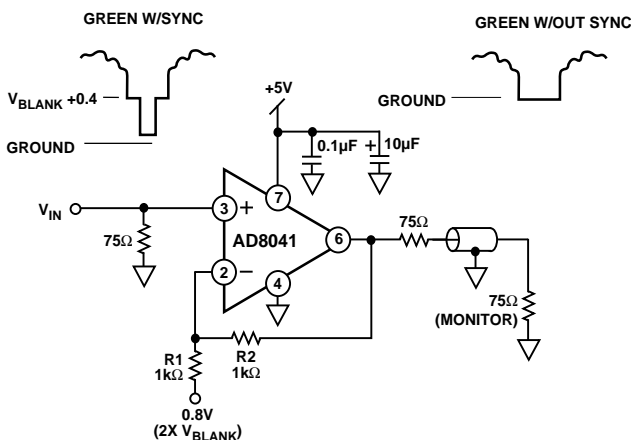 GREEN W/SYNC
GREEN W/OUT SYNC
V_BLANK +0.4
GROUND
GROUND
+5V
0.1µF
+
10µF
V_IN
75Ω
3
+
7
AD8041
6
2
−
4
75Ω
75Ω
(MONITOR)
R1
1kΩ
R2
1kΩ
0.8V
(2X V_BLANK)